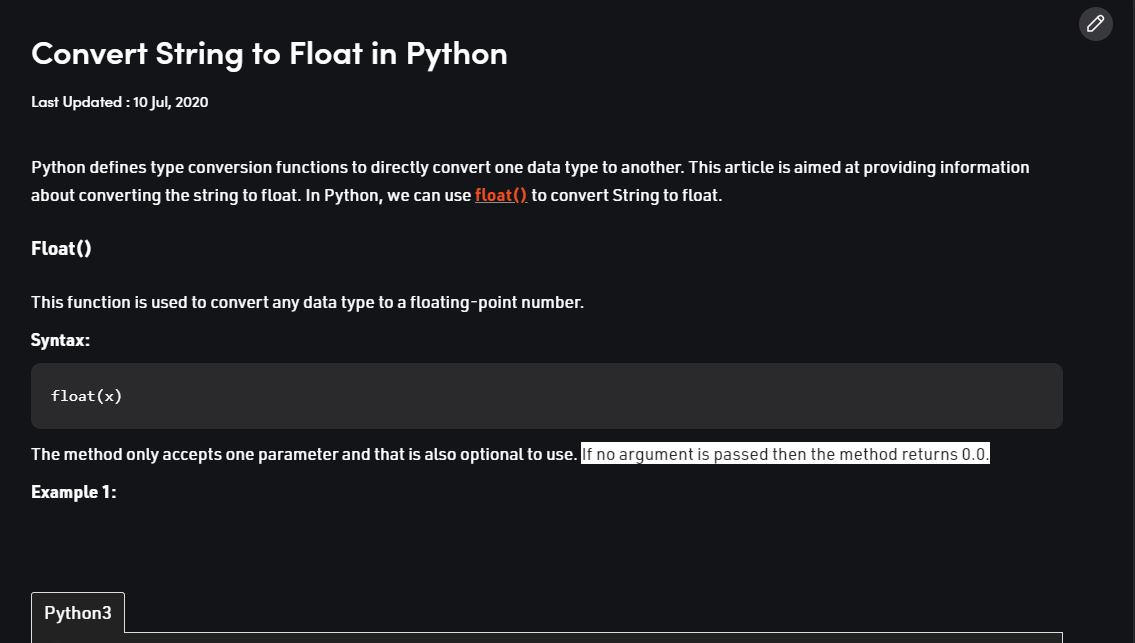 Convert String to Float in Python
Last Updated : 10 Jul, 2020
Python defines type conversion functions to directly convert one data type to another. This article is aimed at providing information
about converting the string to float. In Python, we can use float() to convert String to float.
Float()
This function is used to convert any data type to a floating-point number.
Syntax:
float(x)
The method only accepts one parameter and that is also optional to use. If no argument is passed then the method returns 0.0.
Example 1:
Python3